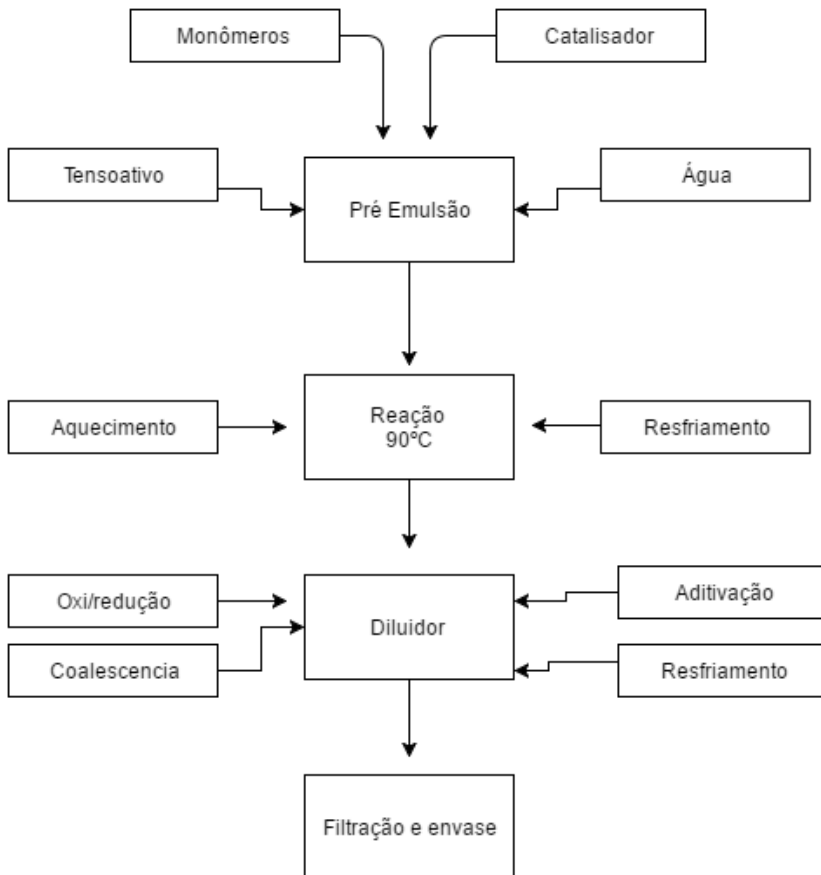 Monômeros
Catalisador
Tensoativo
Pré Emulsão
Água
Aquecimento
Reação
90ºC
Resfriamento
Oxi/redução
Diluidor
Aditivação
Coalescencia
Resfriamento
Filtração e envase